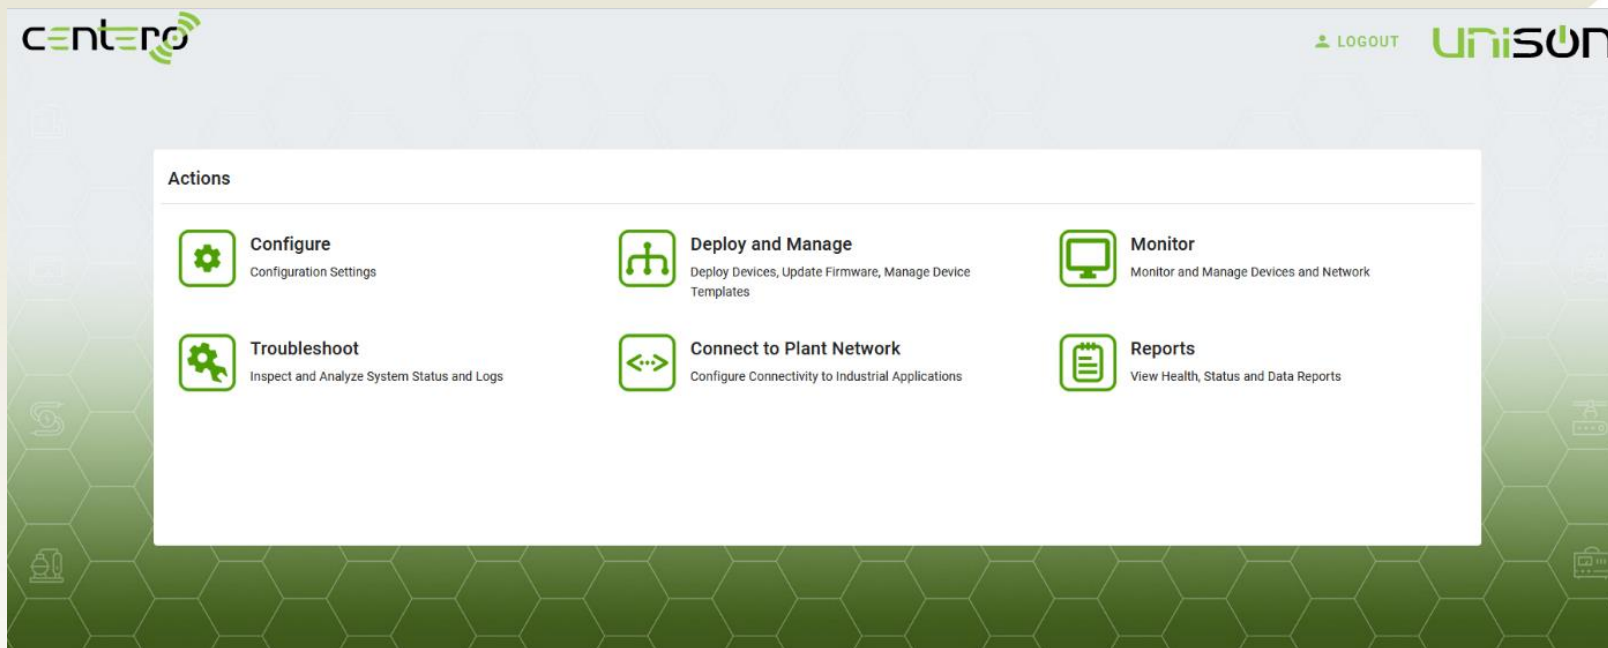 centero
LOGOUT
unison
Actions
Configure
Configuration Settings
Deploy and Manage
Deploy Devices, Update Firmware, Manage Device
Templates
Monitor
Monitor and Manage Devices and Network
Troubleshoot
Inspect and Analyze System Status and Logs
Connect to Plant Network
Configure Connectivity to Industrial Applications
Reports
View Health, Status and Data Reports